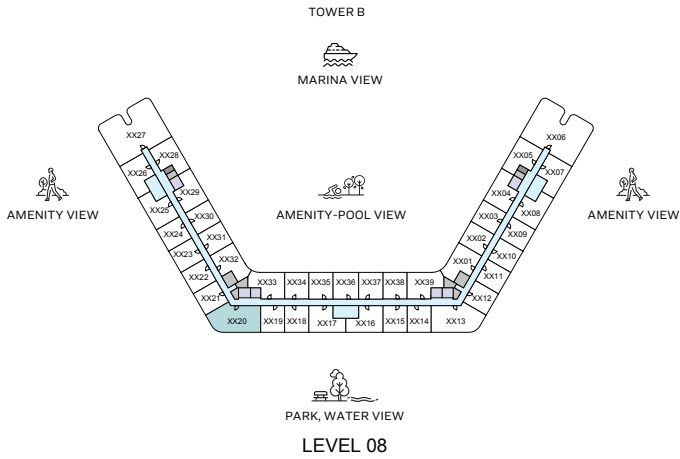 TOWER B
MARINA VIEW
XX27
XX06
XX28
XX05
XX26
XX07
XX29
XX04
XX25
XX08
XX30
XX03
XX24
XX09
XX31
XX02
XX23
XX10
XX32
XX01
XX22
XX11
XX33 XX34 XX35 XX36 XX37 XX38 XX39
XX21
XX12
XX20 XX19 XX18 XX17 XX16 XX15 XX14 XX13
AMENITY VIEW
AMENITY-POOL VIEW
AMENITY VIEW
PARK, WATER VIEW
LEVEL 08